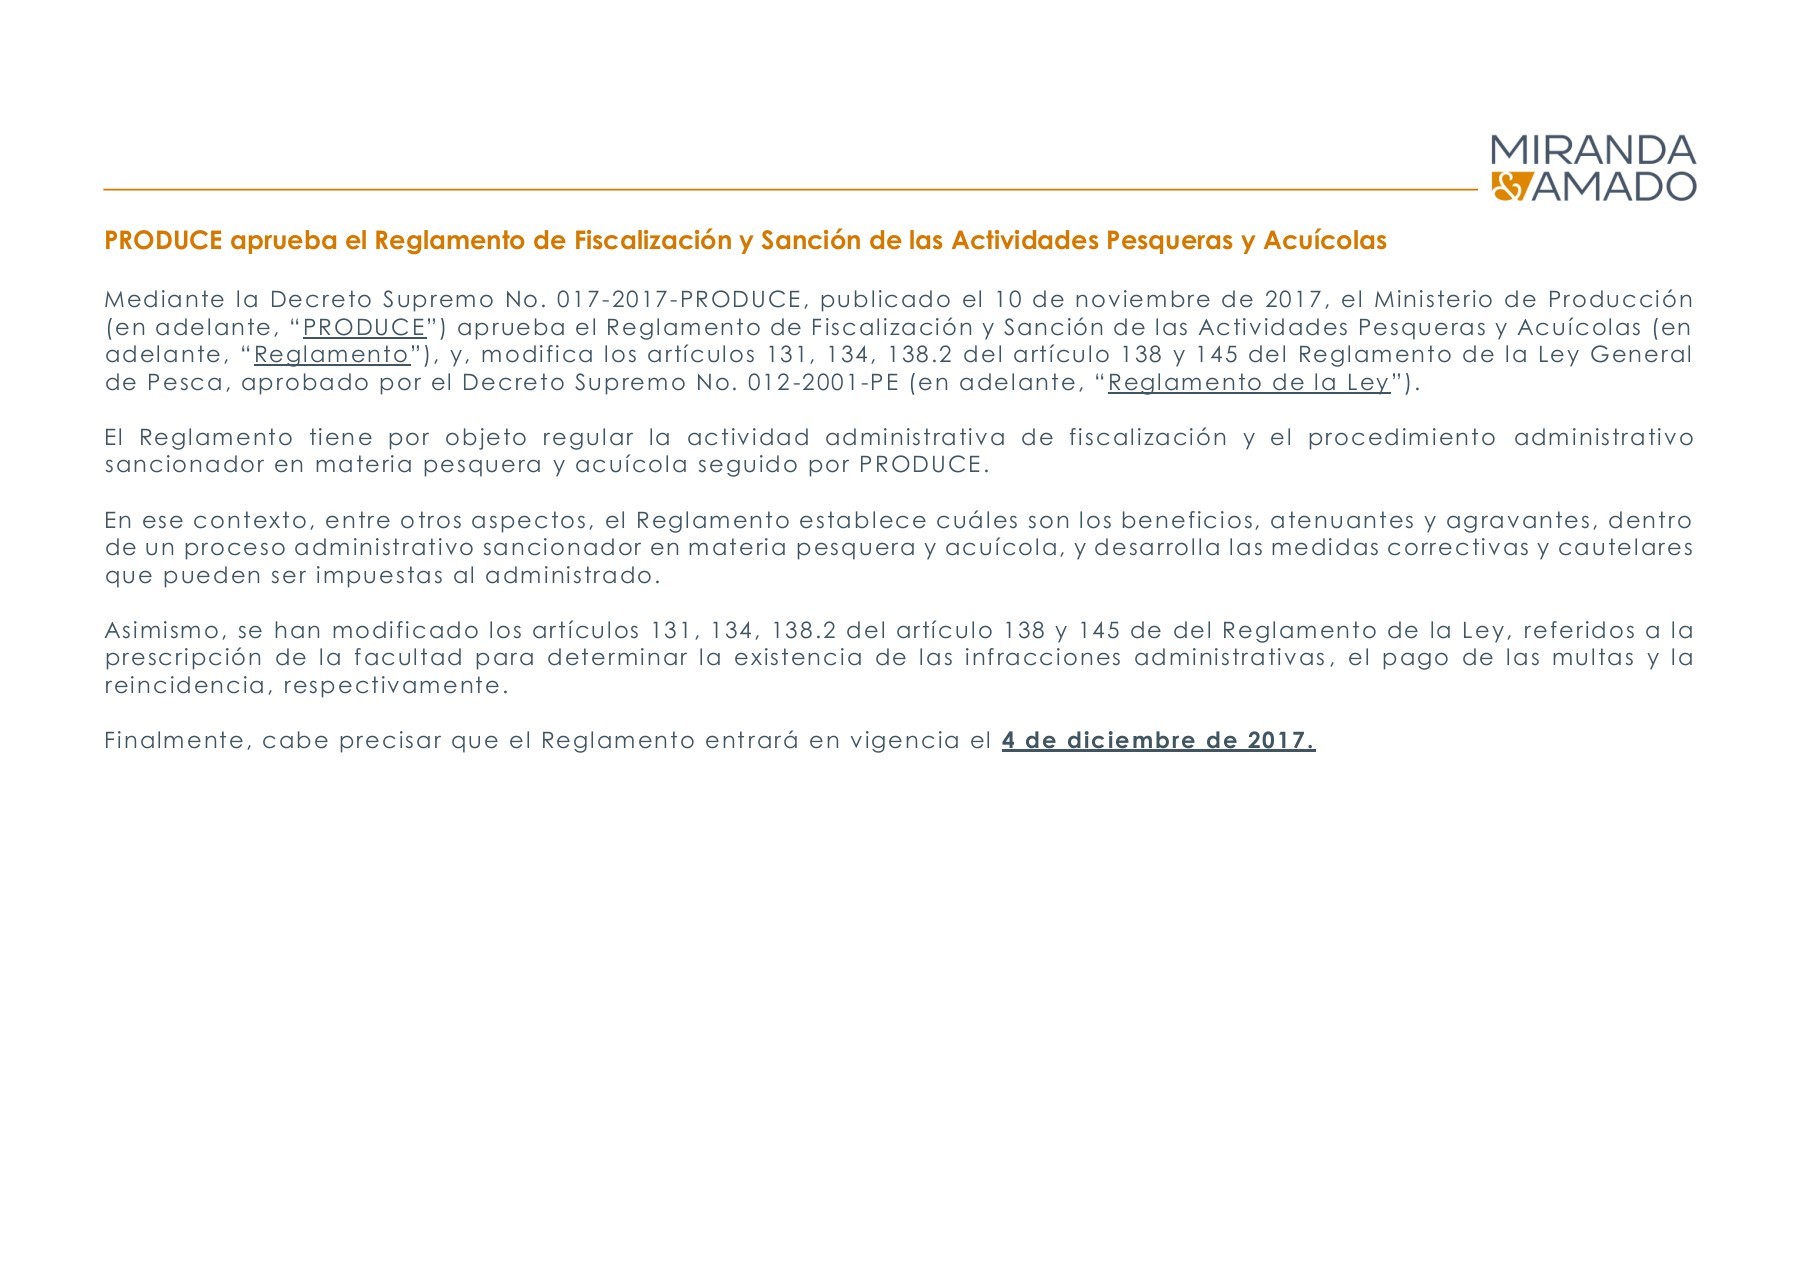 MIRANDA
&AMADO
PRODUCE aprueba el Reglamento de Fiscalización y Sanción de las Actividades Pesqueras y Acuícolas
Mediante la Decreto Supremo No. 017-2017-PRODUCE, publicado el 10 de noviembre de 2017, el Ministerio de Producción
(en adelante, “PRODUCE”) aprueba el Reglamento de Fiscalización y Sanción de las Actividades Pesqueras y Acuícolas (en
adelante, “Reglamento”), y, modifica los artículos 131, 134, 138.2 del artículo 138 y 145 del Reglamento de la Ley General
de Pesca, aprobado por el Decreto Supremo No. 012-2001-PE (en adelante, “Reglamento de la Ley”).
El Reglamento tiene por objeto regular la actividad administrativa de fiscalización y el procedimiento administrativo
sancionador en materia pesquera y acuícola seguido por PRODUCE.
En ese contexto, entre otros aspectos, el Reglamento establece cuáles son los beneficios, atenuantes y agravantes, dentro
de un proceso administrativo sancionador en materia pesquera y acuícola, y desarrolla las medidas correctivas y cautelares
que pueden ser impuestas al administrado.
Asimismo, se han modificado los artículos 131, 134, 138.2 del artículo 138 y 145 de del Reglamento de la Ley, referidos a la
prescripción de la facultad para determinar la existencia de las infracciones administrativas, el pago de las multas y la
reincidencia, respectivamente.
Finalmente, cabe precisar que el Reglamento entrará en vigencia el 4 de diciembre de 2017.